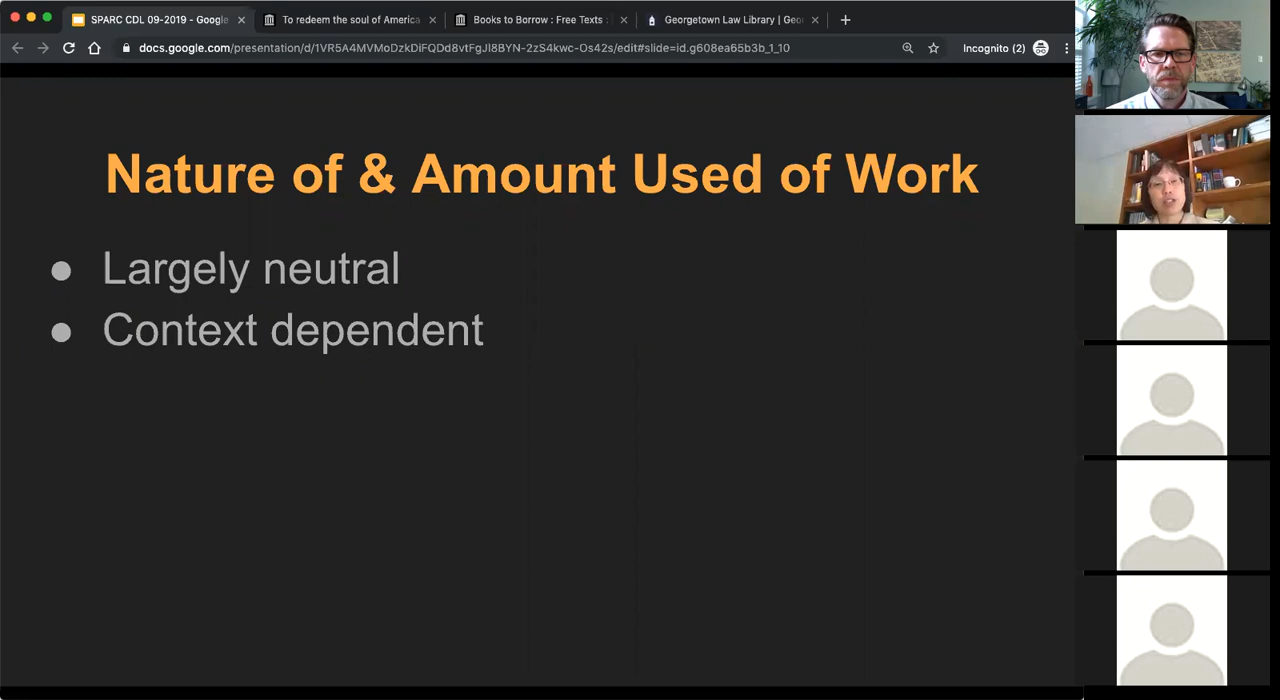 SPARC CDL 09-2019 - Google
To redeem the soul of America
Books to Borrow : Free Texts :
Georgetown Law Library | Geo
docs.google.com/presentation/d/1VR5A4MVMoDzkDiFQDd8vtFgJl8BYN-2zS4kwc-Os42s/edit#slide=id.g608ea65b3b_1_10
Incognito (2)
Nature of & Amount Used of Work
● Largely neutral
● Context dependent